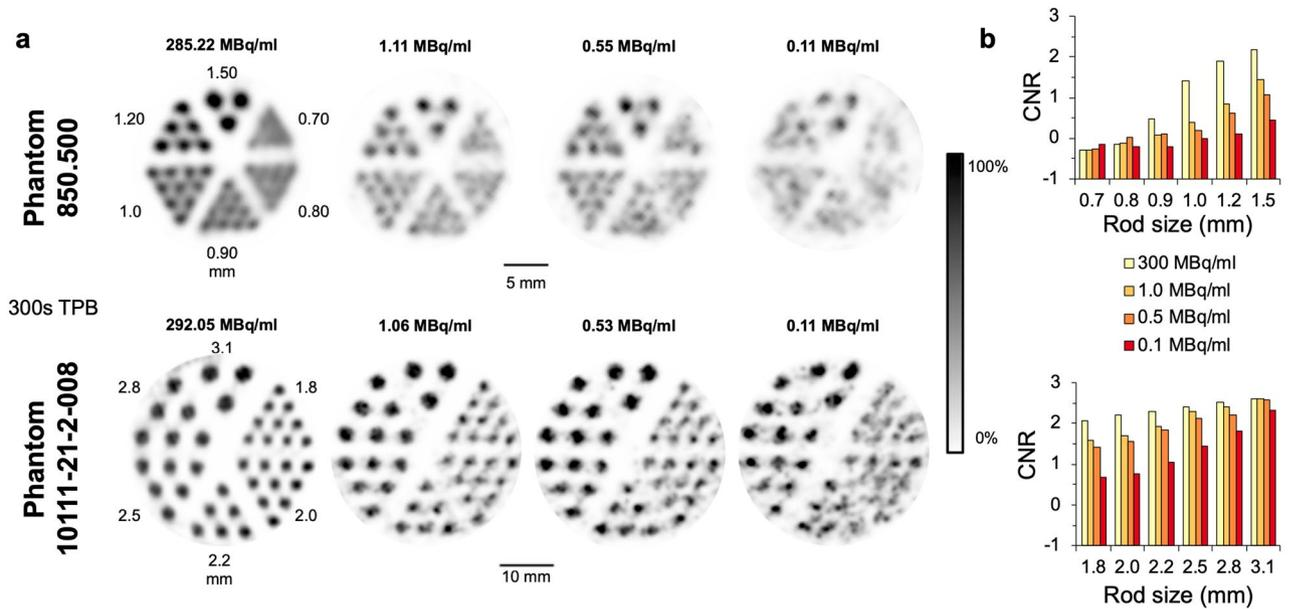 a
285.22 MBq/ml
1.11 MBq/ml
0.55 MBq/ml
0.11 MBq/ml
Phantom
850.500
1.50
1.20
0.70
1.0
0.80
0.90
mm
5 mm
300s TPB
292.05 MBq/ml
1.06 MBq/ml
0.53 MBq/ml
0.11 MBq/ml
Phantom
10111-21-2-008
3.1
2.8
1.8
2.5
2.0
2.2
mm
10 mm
100%
0%
b
CNR
3
2
1
0
-1
0.7 0.8 0.9 1.0 1.2 1.5
Rod size (mm)
300 MBq/ml
1.0 MBq/ml
0.5 MBq/ml
0.1 MBq/ml
CNR
3
2
1
0
-1
1.8 2.0 2.2 2.5 2.8 3.1
Rod size (mm)